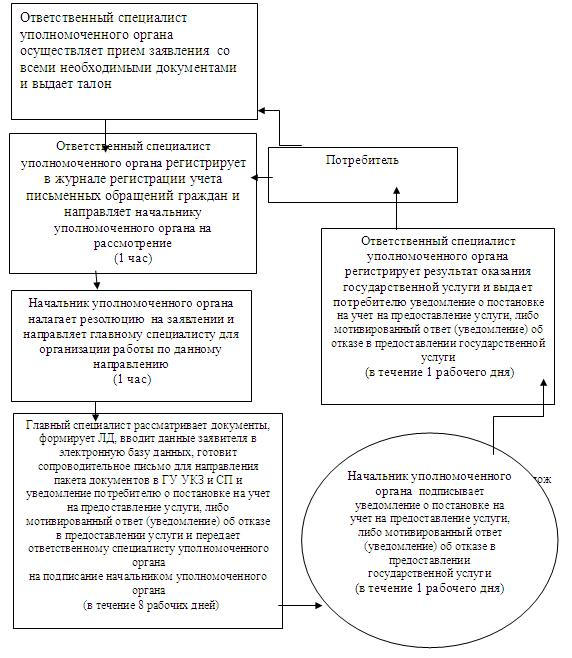 Ответственный специалист
уполномоченного органа
осуществляет прием заявления со
всеми необходимыми документами
и выдает талон
Ответственный специалист
уполномоченного органа регистрирует
в журнале регистрации учета
письменных обращений граждан и
направляет начальнику
уполномоченного органа на
рассмотрение
(1 час)
Потребитель
Начальник уполномоченного органа
налагает резолюцию на заявлении и
направляет главному специалисту для
организации работы по данному
направлению
(1 час)
Ответственный специалист
уполномоченного органа
регистрирует результат оказания
государственной услуги и выдает
потребителю уведомление о постановке
на учет на предоставление услуги, либо
мотивированный ответ (уведомление) об
отказе в предоставлении государственной
услуги
(в течение 1 рабочего дня)
Главный специалист рассматривает документы,
формирует ЛД, вводит данные заявителя в
электронную базу данных, готовит
сопроводительное письмо для направления
пакета документов в ГУ УКЗ и СП и
уведомление потребителю о постановке на учет
на предоставление услуги, либо
мотивированный ответ (уведомление) об отказе
в предоставлении услуги и передает
ответственному специалисту уполномоченного
органа
на подписание начальником уполномоченного
органа
(в течение 8 рабочих дней)
Начальник уполномоченного
органа подписывает
уведомление о постановке на
учет на предоставление услуги,
либо мотивированный ответ
(уведомление) об отказе в
предоставлении
государственной услуги
(в течение 1 рабочего дня)